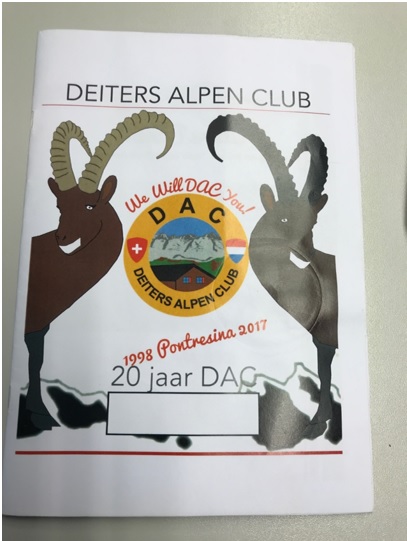 DEITERS ALPEN CLUB
We Will DAC You!
DAC
DEITERS ALPEN CLUB
1998 Pontresina 2017
20 jaar DAC